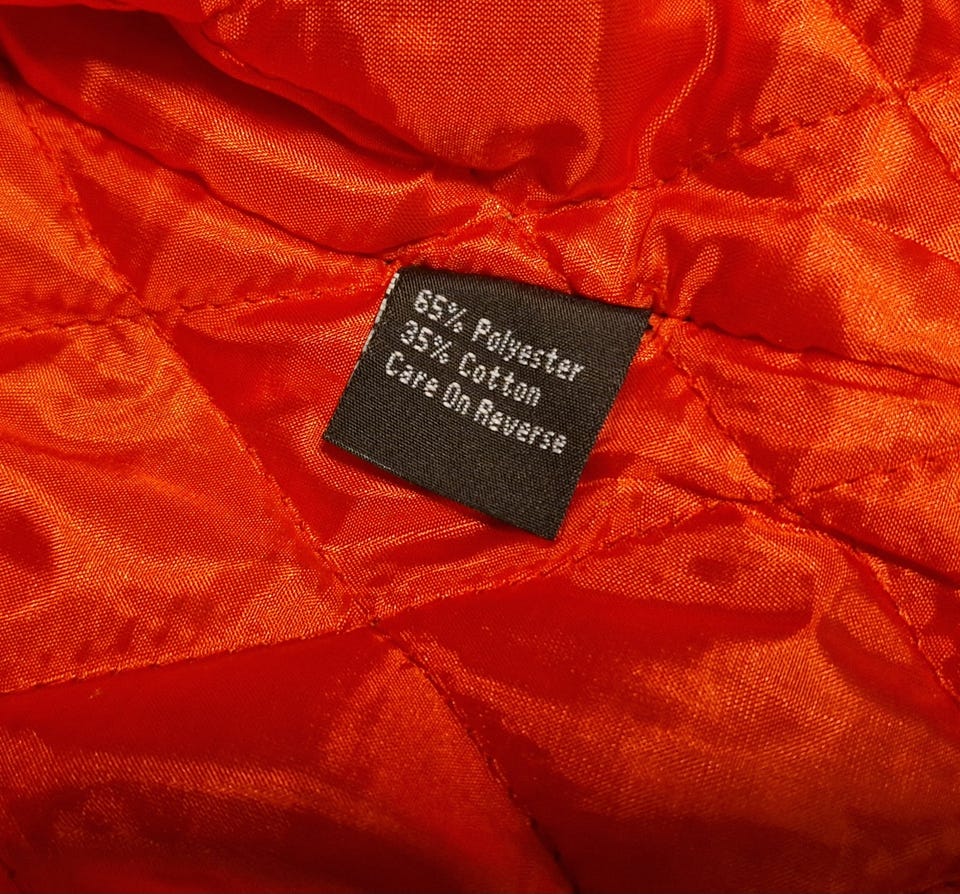 65% Polyester
35% Cotton
Care On Reverse